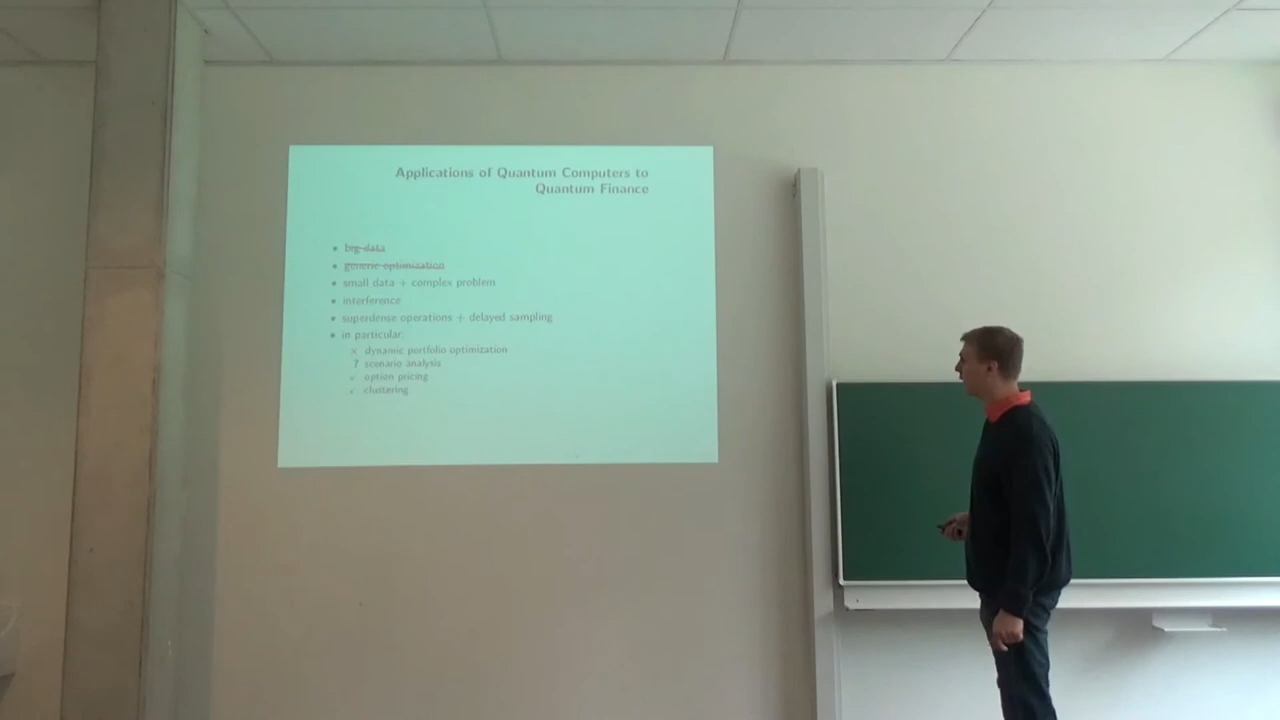 Applications of Quantum Computers to
Quantum Finance
• big data
• generic optimization
• small data + complex problem
• interference
• superdense operations + delayed sampling
• in particular:
× dynamic portfolio optimization
? scenario analysis
✓ option pricing
✓ clustering